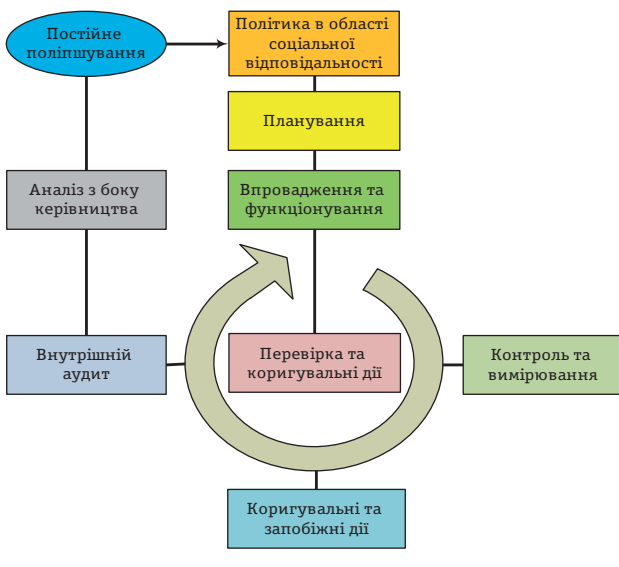 Постійне
поліпшування
Політика в області
соціальної
відповідальності
Планування
Аналіз з боку
керівництва
Впровадження та
функціонування
Внутрішній
аудит
Перевірка та
коригувальні дії
Контроль та
вимірювання
Коригувальні та
запобіжні дії